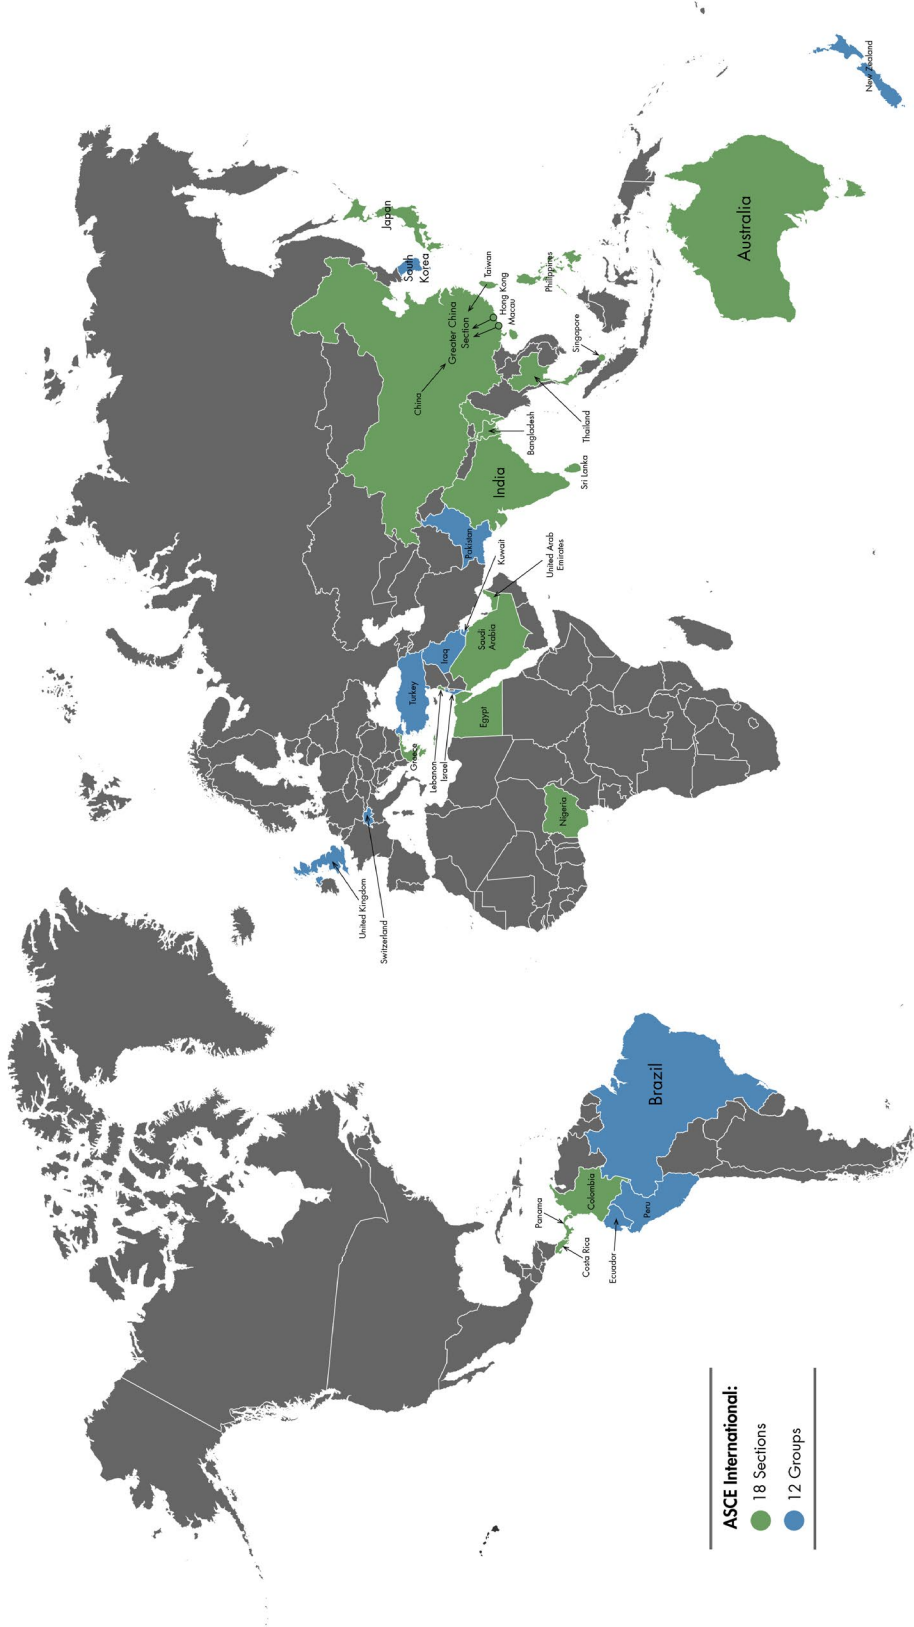 United Kingdom
Switzerland
Greece
Turkey
Lebanon
Israel
Iraq
Egypt
Nigeria
Saudi
Arabia
Kuwait
United Arab
Emirates
Pakistan
India
Sri Lanka
Bangladesh
Thailand
Singapore
China
Greater China
Section
Taiwan
Hong Kong
Macau
Philippines
South
Korea
Japan
Australia
New Zealand
Panama
Costa Rica
Colombia
Ecuador
Peru
Brazil
ASCE International:
18 Sections
12 Groups